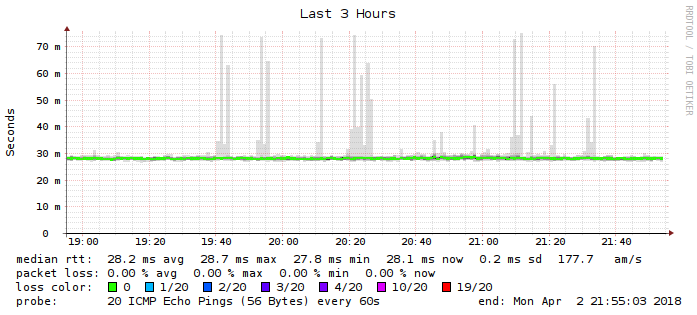 Last 3 Hours
RRDTOOL / TOBI OETIKER
Seconds
70 m
60 m
50 m
40 m
30 m
20 m
10 m
0
19:00 19:20 19:40 20:00 20:20 20:40 21:00 21:20 21:40
median rtt: 28.2 ms avg 28.7 ms max 27.8 ms min 28.1 ms now 0.2 ms sd 177.7 am/s
packet loss: 0.00 % avg 0.00 % max 0.00 % min 0.00 % now
loss color: 0 1/20 2/20 3/20 4/20 10/20 19/20
probe: 20 ICMP Echo Pings (56 Bytes) every 60s end: Mon Apr 2 21:55:03 2018